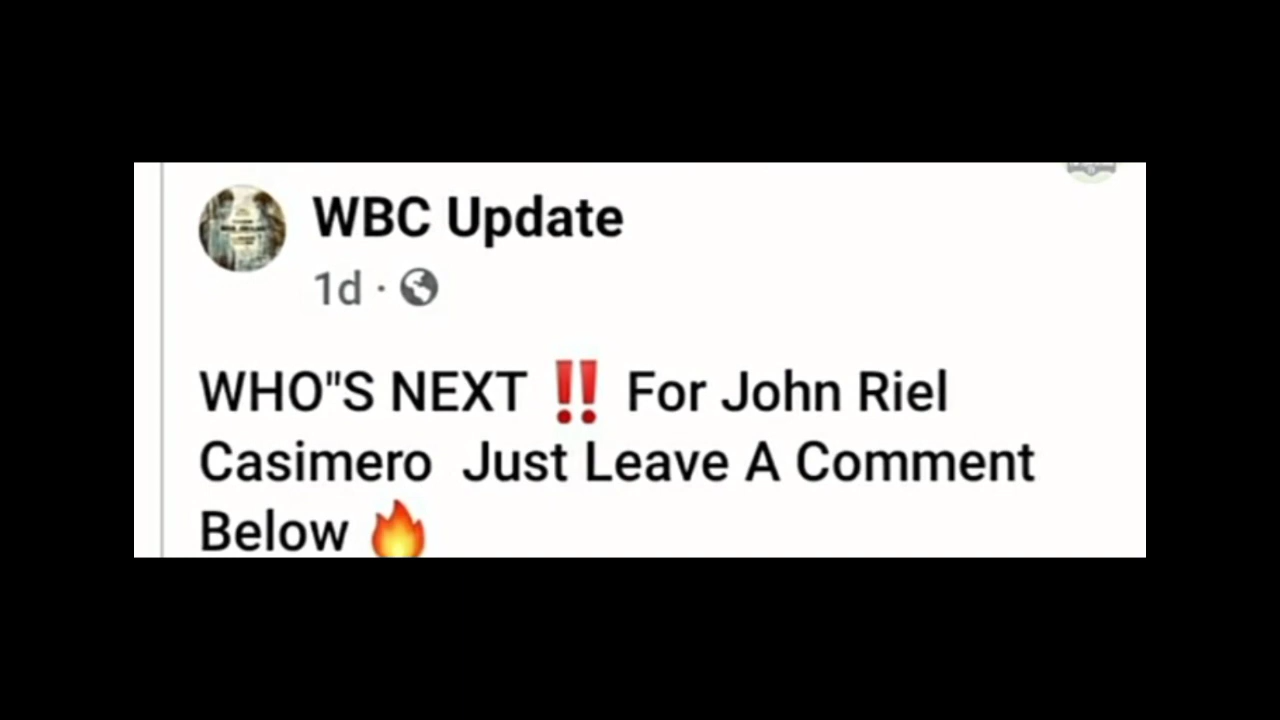 WBC Update
1d ·
WHO"S NEXT ‼️ For John Riel
Casimero  Just Leave A Comment
Below 🔥